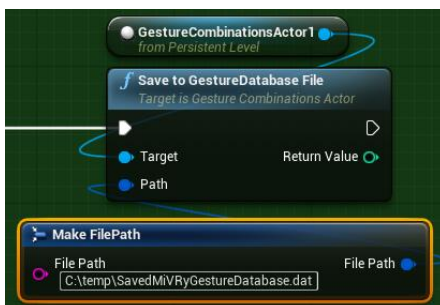 GestureCombinationsActor1
from Persistent Level
f Save to GestureDatabase File
Target is Gesture Combinations Actor
Target Return Value
Path
Make FilePath
File Path File Path
C:\temp\SavedMiVRyGestureDatabase.dat